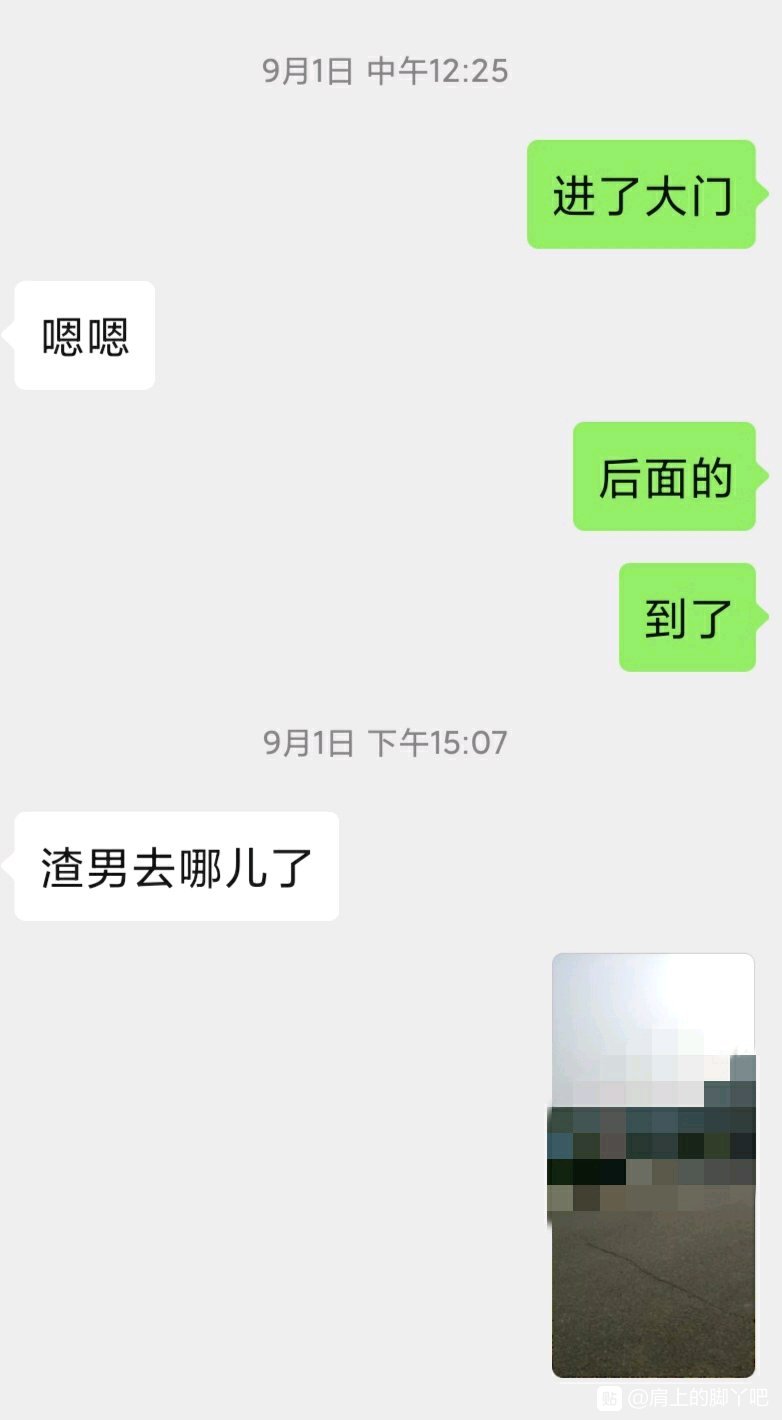 9月1日 中午12:25
进了大门
嗯嗯
后面的
到了
9月1日 下午15:07
渣男去哪儿了
贴 @肩上的脚丫吧